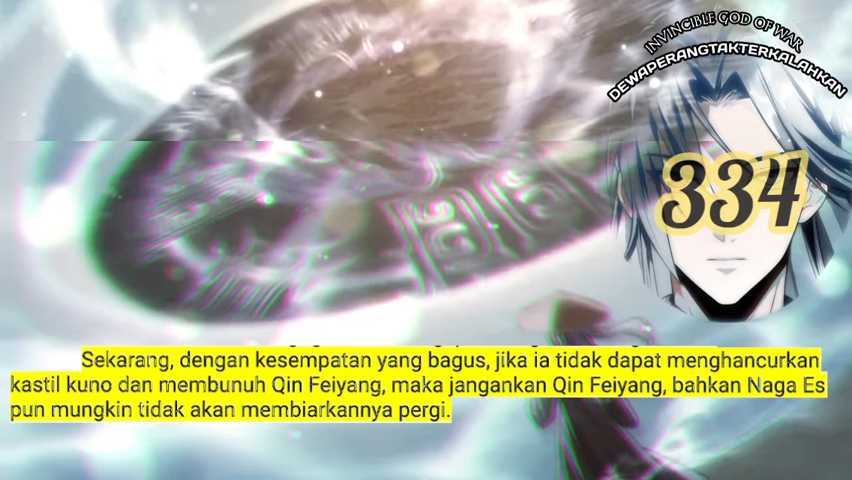 INVINCIBLE GOD OF WAR
DEWAPERANGTAKTERKALAHKAN
334
Sekarang, dengan kesempatan yang bagus, jika ia tidak dapat menghancurkan
kastil kuno dan membunuh Qin Feiyang, maka jangankan Qin Feiyang, bahkan Naga Es
pun mungkin tidak akan membiarkannya pergi.